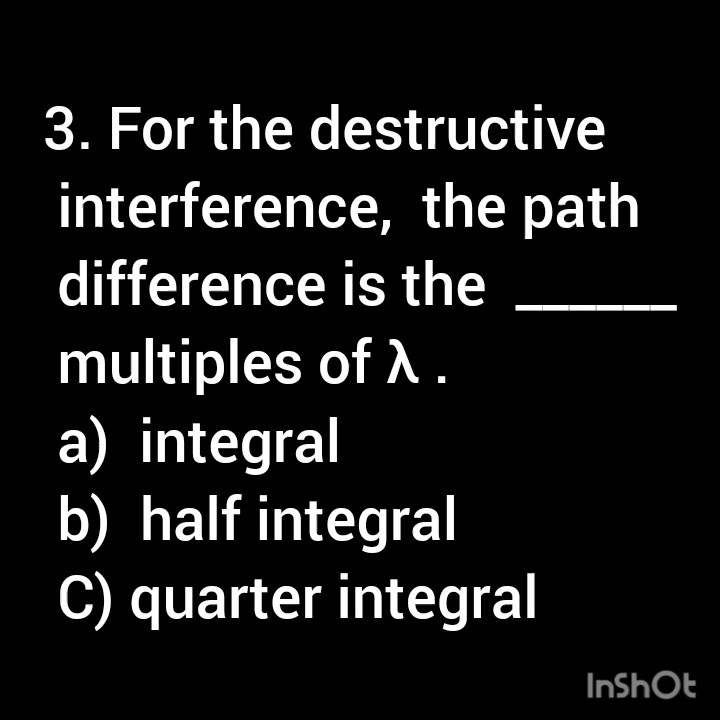 3. For the destructive
interference, the path
difference is the ______
multiples of λ .
a) integral
b) half integral
C) quarter integral
InShOt